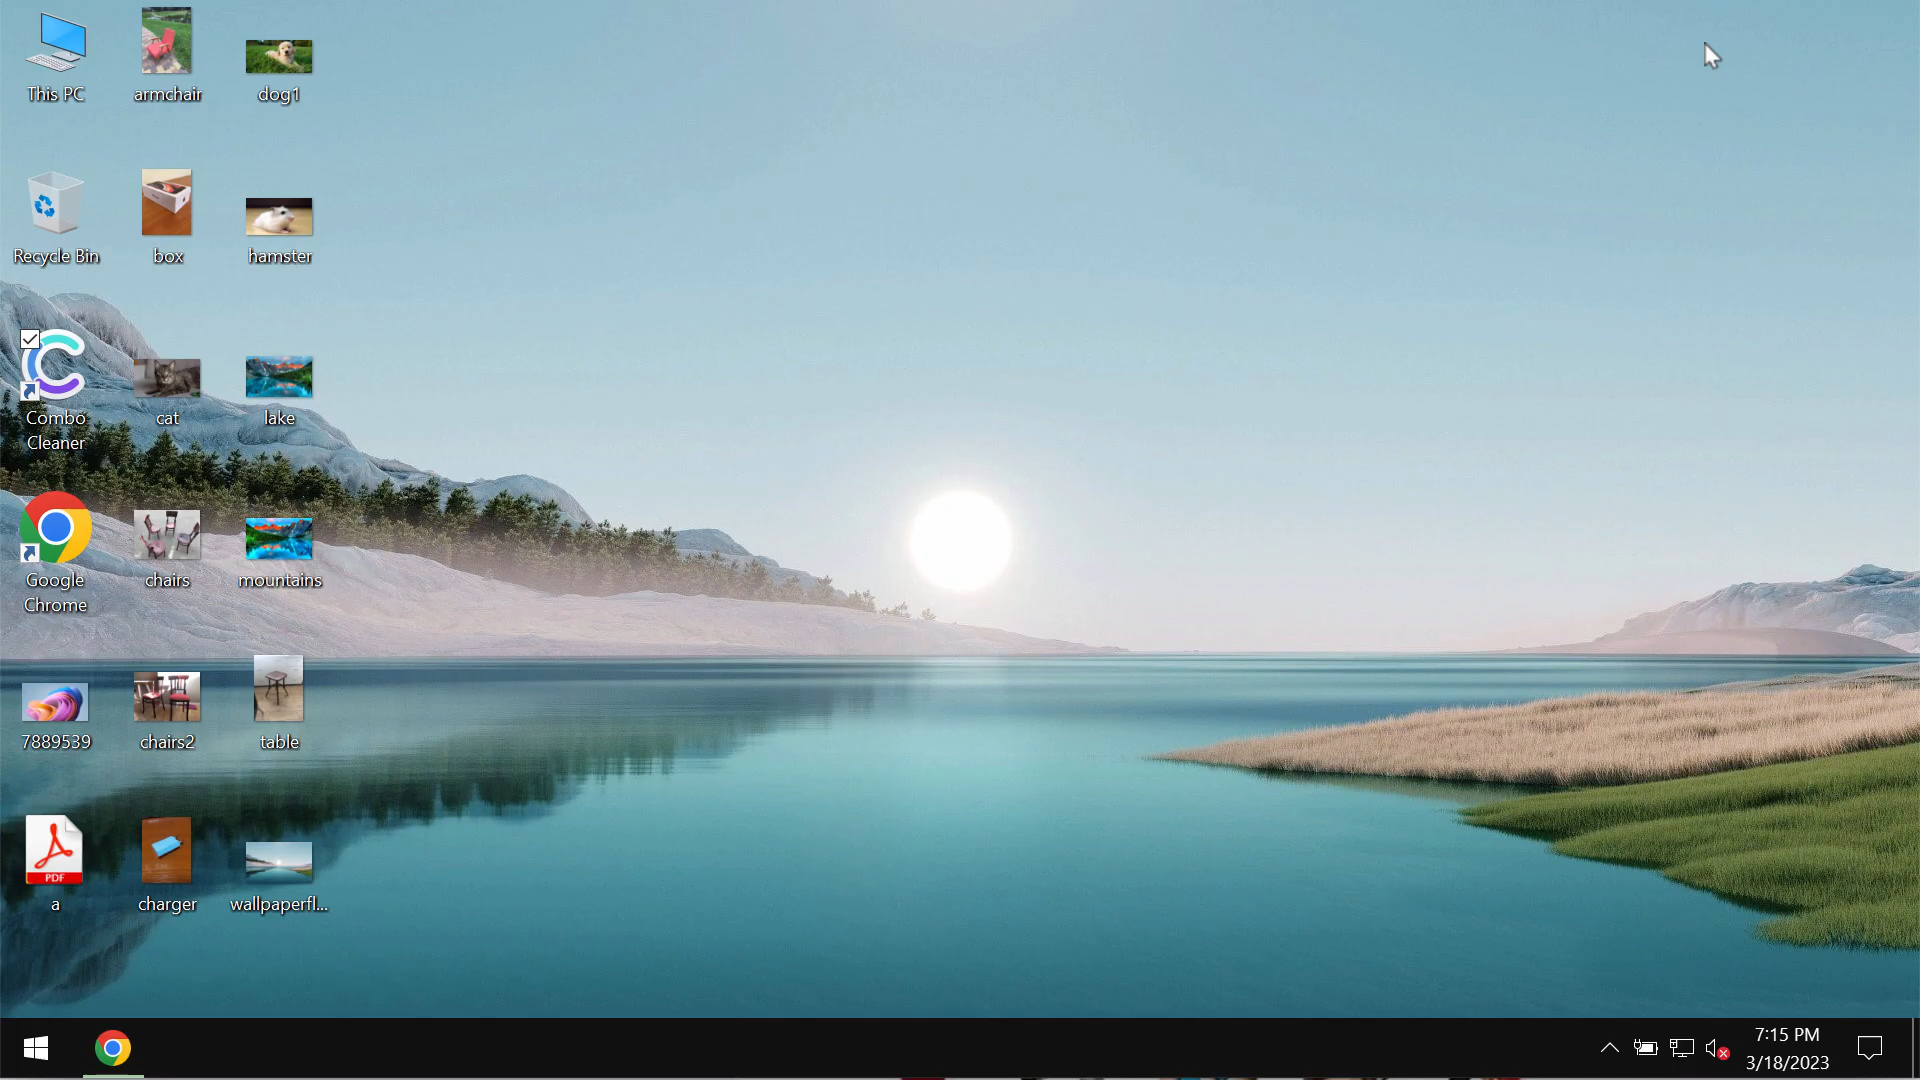 This PC
armchair
dog1
Recycle Bin
box
hamster
Combo
Cleaner
cat
lake
Google
Chrome
chairs
mountains
7889539
chairs2
table
PDF
a
charger
wallpaperfl...
7:15 PM
3/18/2023